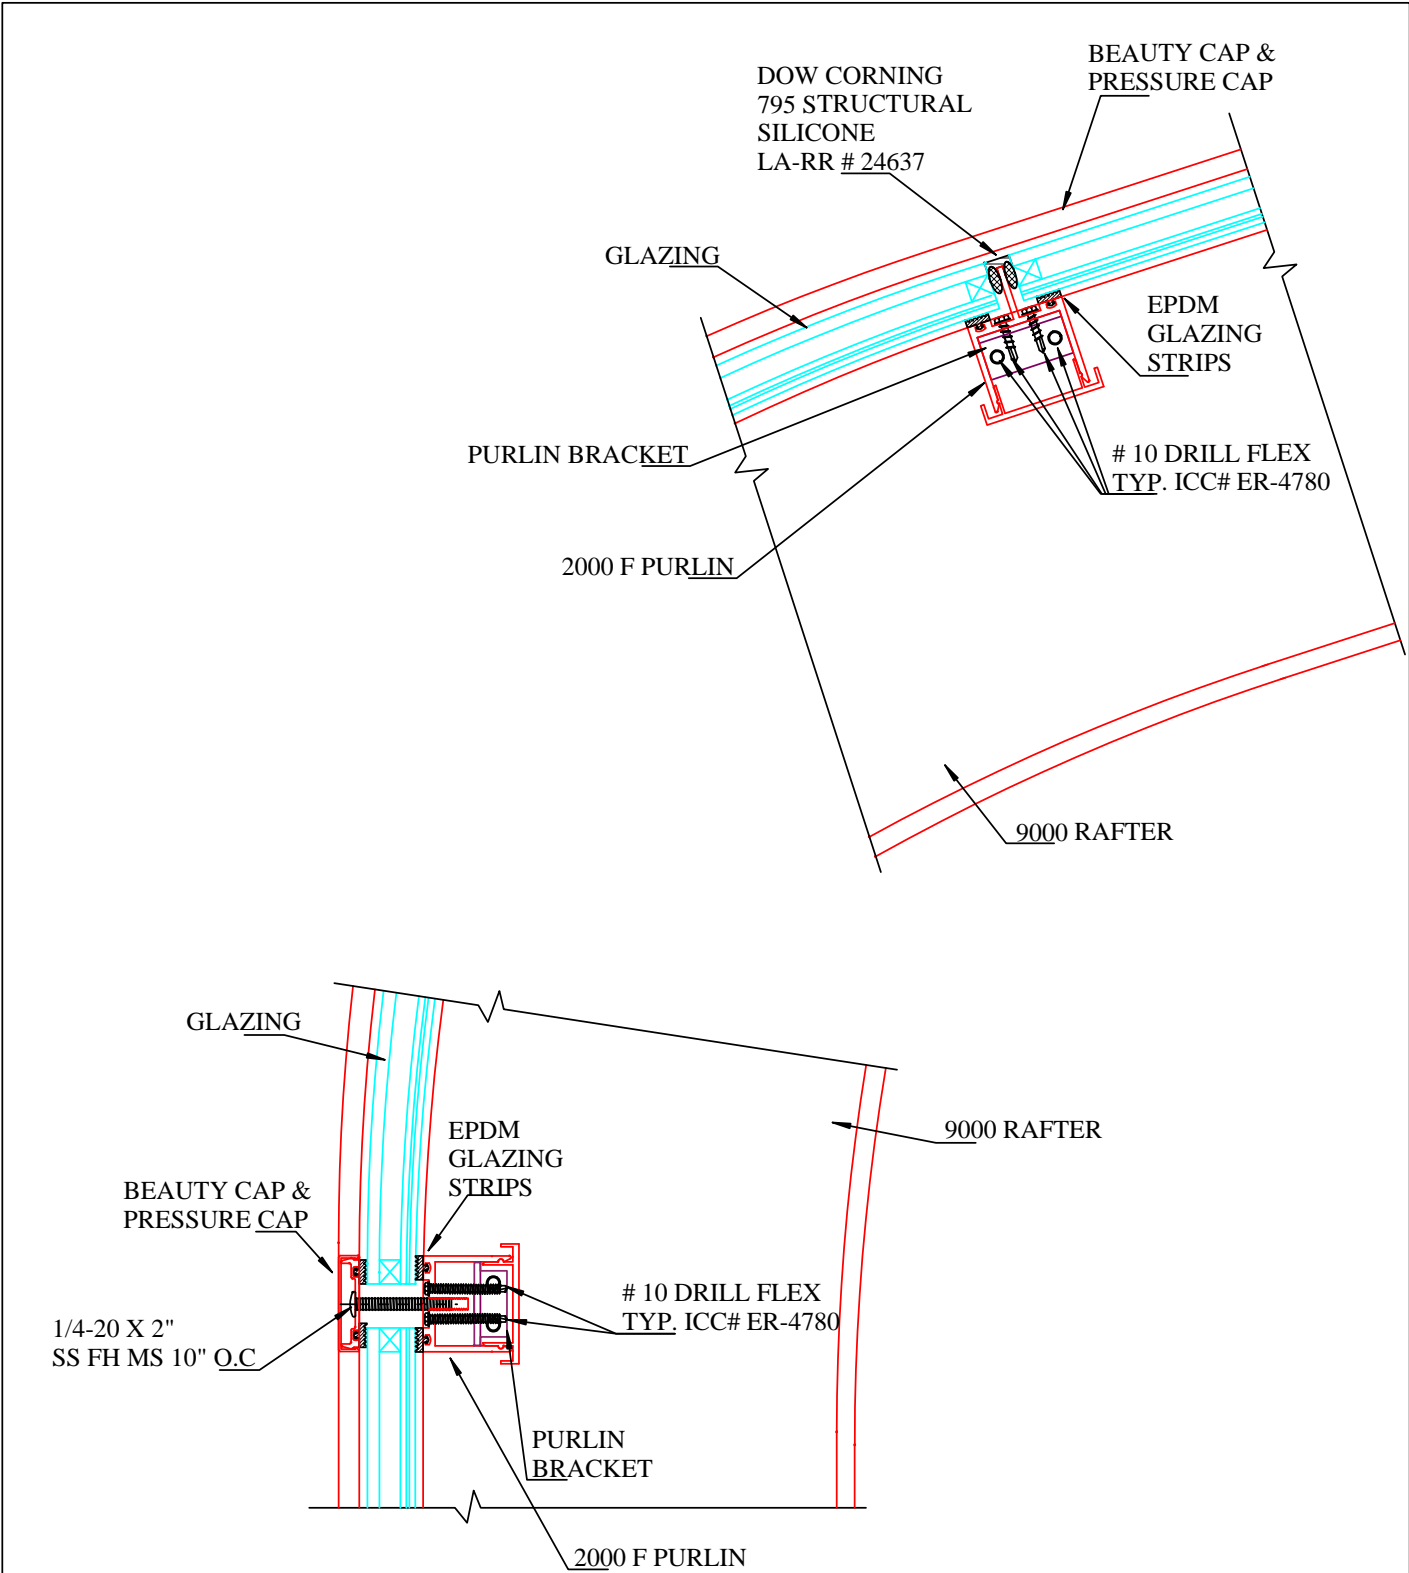 BEAUTY CAP &
PRESSURE CAP
DOW CORNING
795 STRUCTURAL
SILICONE
LA-RR # 24637
GLAZING
EPDM
GLAZING
STRIPS
PURLIN BRACKET
# 10 DRILL FLEX
TYP. ICC# ER-4780
2000 F PURLIN
9000 RAFTER
GLAZING
9000 RAFTER
EPDM
GLAZING
STRIPS
BEAUTY CAP &
PRESSURE CAP
# 10 DRILL FLEX
TYP. ICC# ER-4780
1/4-20 X 2"
SS FH MS 10" O.C
PURLIN
BRACKET
2000 F PURLIN